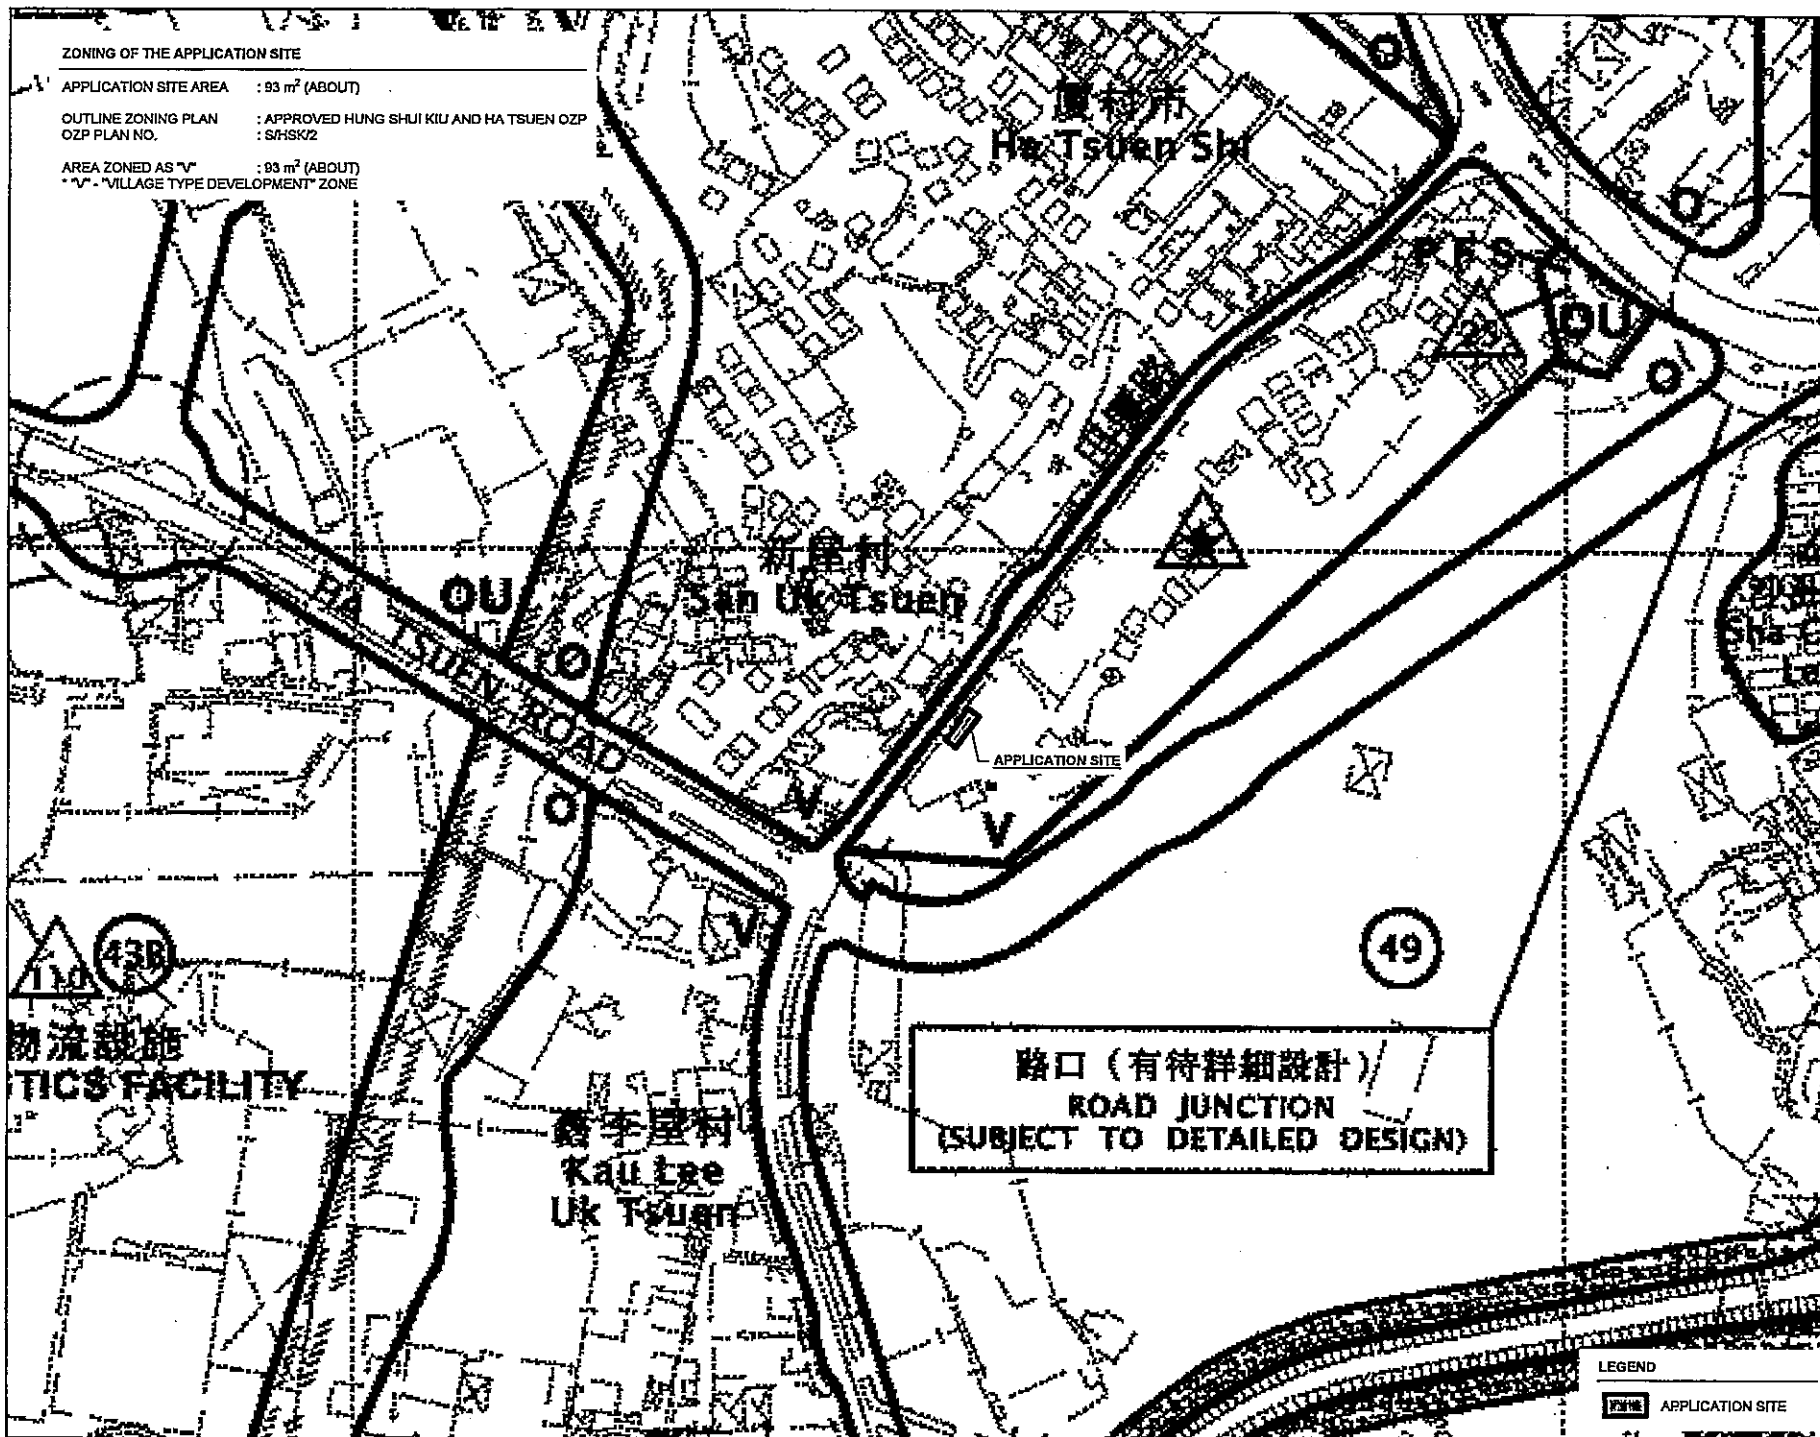 ZONING OF THE APPLICATION SITE
APPLICATION SITE AREA : 93 m² (ABOUT)
OUTLINE ZONING PLAN : APPROVED HUNG SHUI KIU AND HA TSUEN OZP
OZP PLAN NO. : S/HSK/2
AREA ZONED AS "V" : 93 m² (ABOUT)
* "V" - "VILLAGE TYPE DEVELOPMENT" ZONE
O
厦村市
Ha Tsuen Shi
O
P F S
OU
25
O
新屋村
San Uk Tsuen
OU
HA TSUEN ROAD
O
O
APPLICATION SITE
V
V
V
110
43B
49
物流設施
TICS FACILITY
路口（有待詳細設計）
ROAD JUNCTION
(SUBJECT TO DETAILED DESIGN)
Kau Lee
Uk Tsuen
LEGEND
APPLICATION SITE